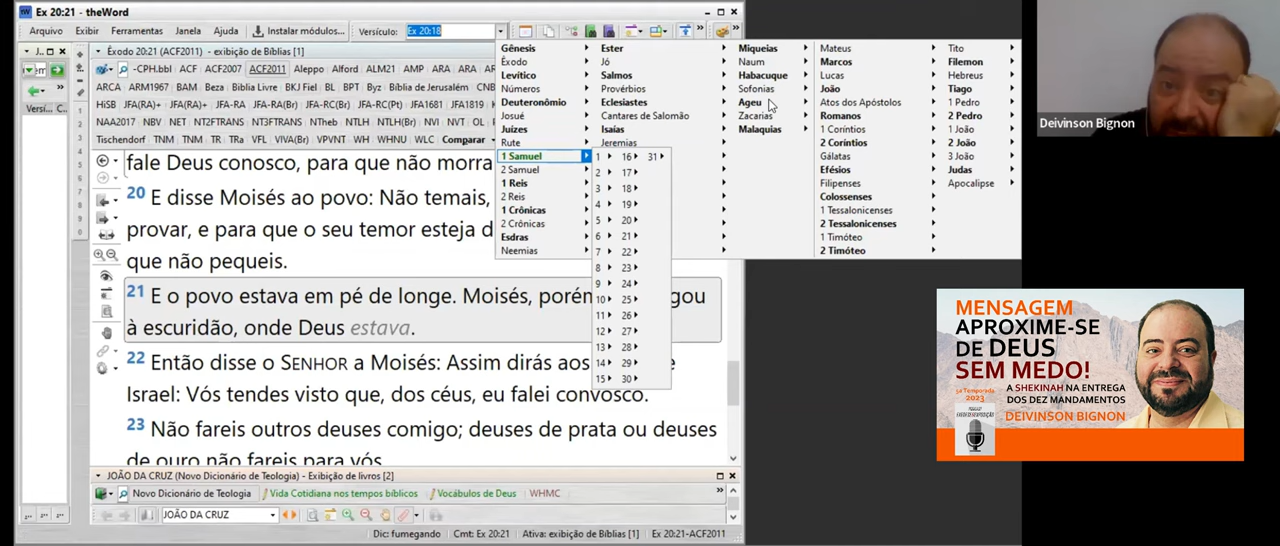 Ex 20:21 - theWord
Arquivo Exibir Ferramentas Ajuda Instalar módulos... Versículo: Ex 20:18
Êxodo 20:21 (ACF2011) - exibição de Bíblias [1]
-CPH.bbl ACF ACF2007 ACF2011 Aleppo Alford ALM21 AMP ARA ARA
ARCA ARM1967 BAM Beza Biblia Livre BKJ Fiel BL BPT Byz Bíblia de Jerusalém
HiSB JFA(RA)+ JFA-RA JFA-RA(Br) JFA-RC(Br) JFA-RC(Pt) JFA1681 JFA1819
NAA2017 NBV NET NT2FTRANS NT3FTRANS NTheb NTLH NTLH(Br)
Tischendorf TNM TNM TR TRa VFL VIVA(Br) VPONT WH WHNU WLC Comparar
fale Deus conosco, para que não morra
20 E disse Moisés ao povo: Não temais,
provar, e para que o seu temor esteja d
que não pequeis.
21 E o povo estava em pé de longe. Moisés, poré gou
à escuridão, onde Deus estava.
22 Então disse o SENHOR a Moisés: Assim dirás aos e
Israel: Vós tendes visto que, dos céus, eu falei convosco.
23 Não fareis outros deuses comigo; deuses de prata ou deuses
de ouro não fareis para vós.
Gênesis
Êxodo
Levítico
Números
Deuteronômio
Josué
Juízes
Rute
1 Samuel
2 Samuel
1 Reis
2 Reis
1 Crônicas
2 Crônicas
Esdras
Neemias
Ester
Jó
Salmos
Provérbios
Eclesiastes
Cantares de Salomão
Isaías
Jeremias
1 16 31
2 17
3 18
4 19
5 20
6 21
7 22
8 23
9 24
10 25
11 26
12 27
13 28
14 29
15 30
Miqueias
Naum
Habacuque
Sofonias
Ageu
Zacarias
Malaquias
Mateus
Marcos
Lucas
João
Atos dos Apóstolos
Romanos
1 Coríntios
2 Coríntios
Gálatas
Efésios
Filipenses
Colossenses
1 Tessalonicenses
2 Tessalonicenses
1 Timóteo
2 Timóteo
Tito
Filemon
Hebreus
Tiago
1 Pedro
2 Pedro
1 João
2 João
3 João
Judas
Apocalipse
JOÃO DA CRUZ (Novo Dicionário de Teologia) - Exibição de livros [2]
Novo Dicionário de Teologia Vida Cotidiana nos tempos bíblicos Vocábulos de Deus WHMC
JOÃO DA CRUZ
Dic: fumegando Cmt: Ex 20:21 Ativa: exibição de Bíblias [1] Ex 20:21-ACF2011
Deivinson Bignon
MENSAGEM
APROXIME-SE
DE DEUS
SEM MEDO!
A SHEKINAH NA ENTREGA
DOS DEZ MANDAMENTOS
DEIVINSON BIGNON
5ª Temporada
2023